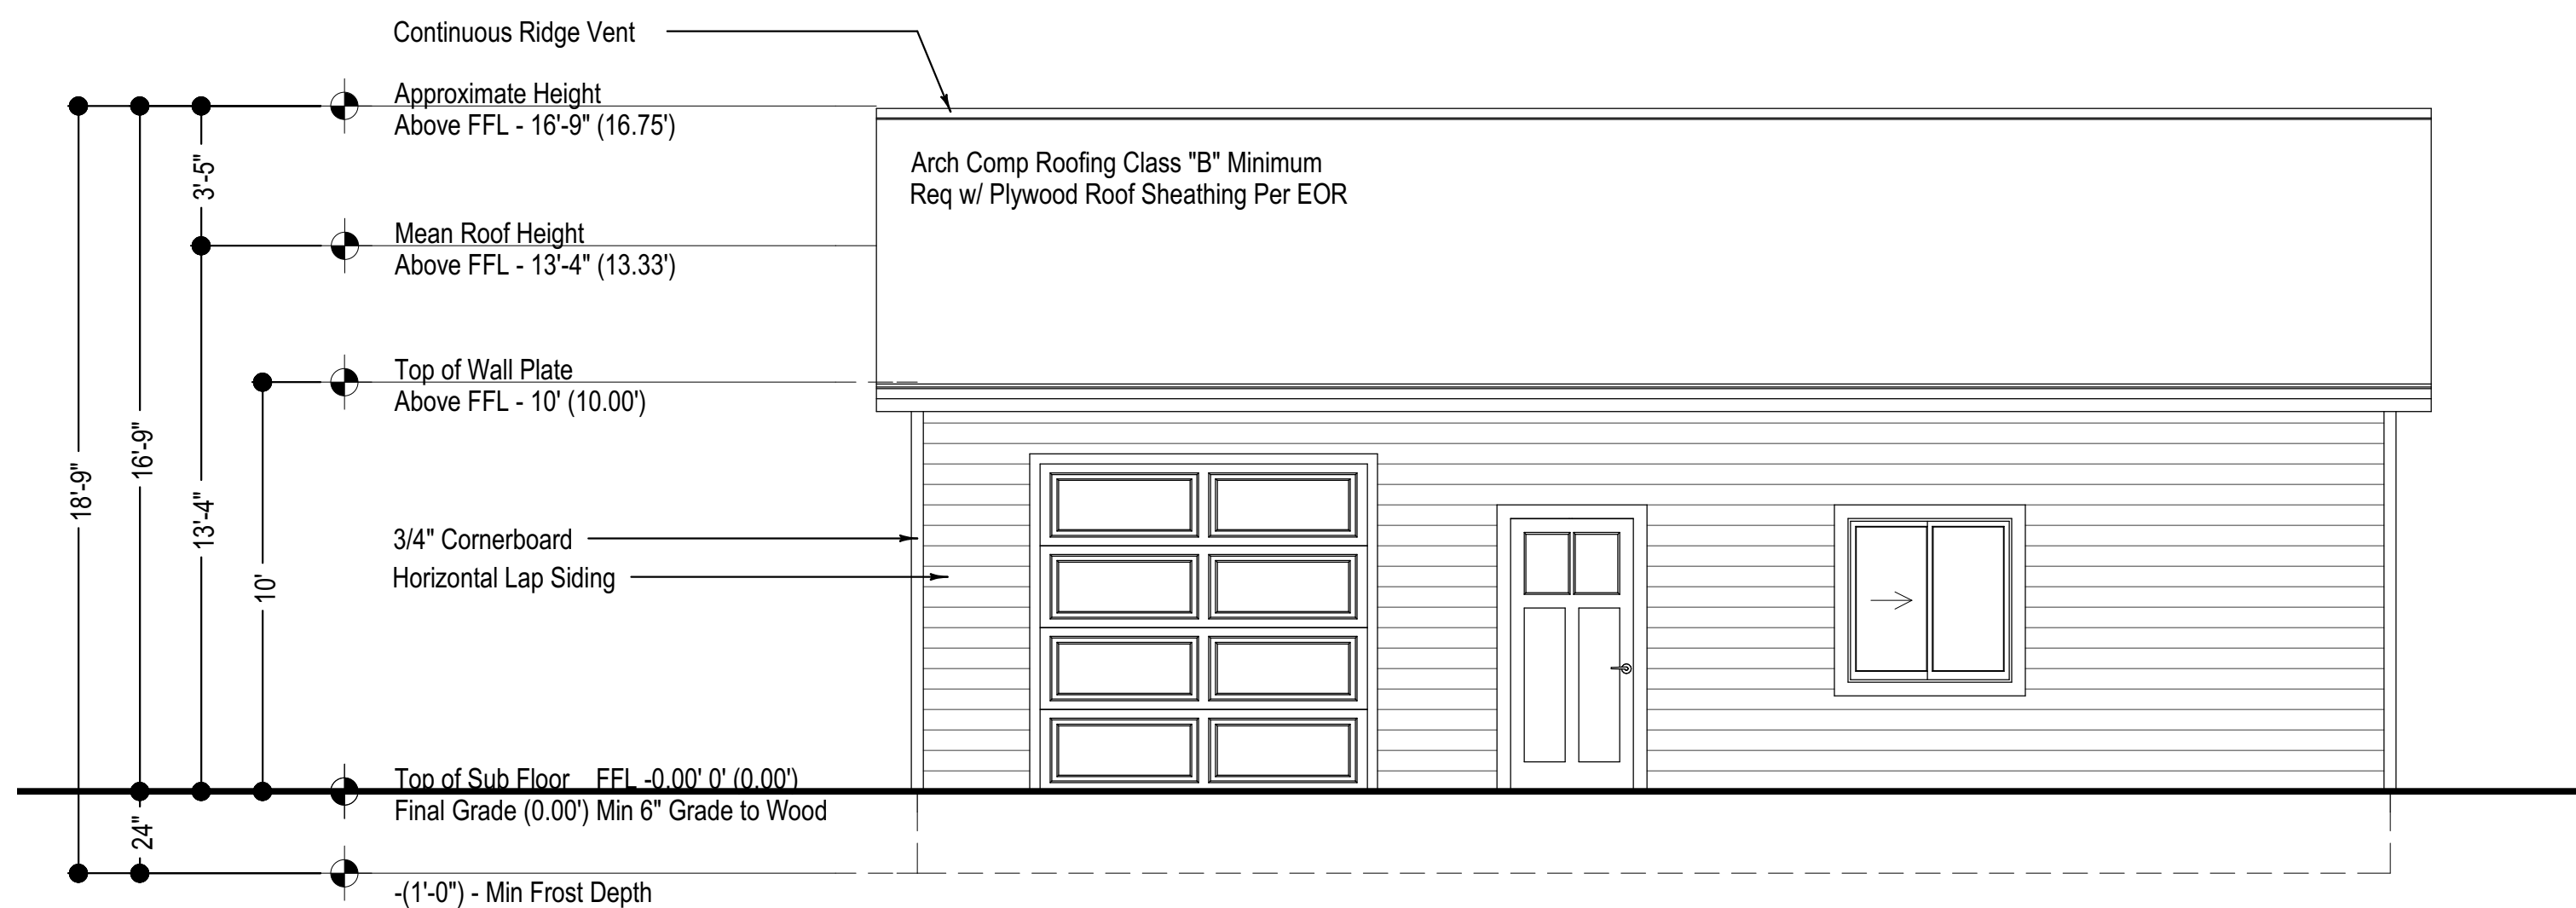 Continuous Ridge Vent
Approximate Height
Above FFL - 16'-9" (16.75')
3'-5"
Arch Comp Roofing Class "B" Minimum
Req w/ Plywood Roof Sheathing Per EOR
Mean Roof Height
Above FFL - 13'-4" (13.33')
Top of Wall Plate
Above FFL - 10' (10.00')
18'-9"
16'-9"
13'-4"
10'
3/4" Cornerboard
Horizontal Lap Siding
Top of Sub Floor FFL -0.00' 0' (0.00')
Final Grade (0.00') Min 6" Grade to Wood
24"
-(1'-0") - Min Frost Depth